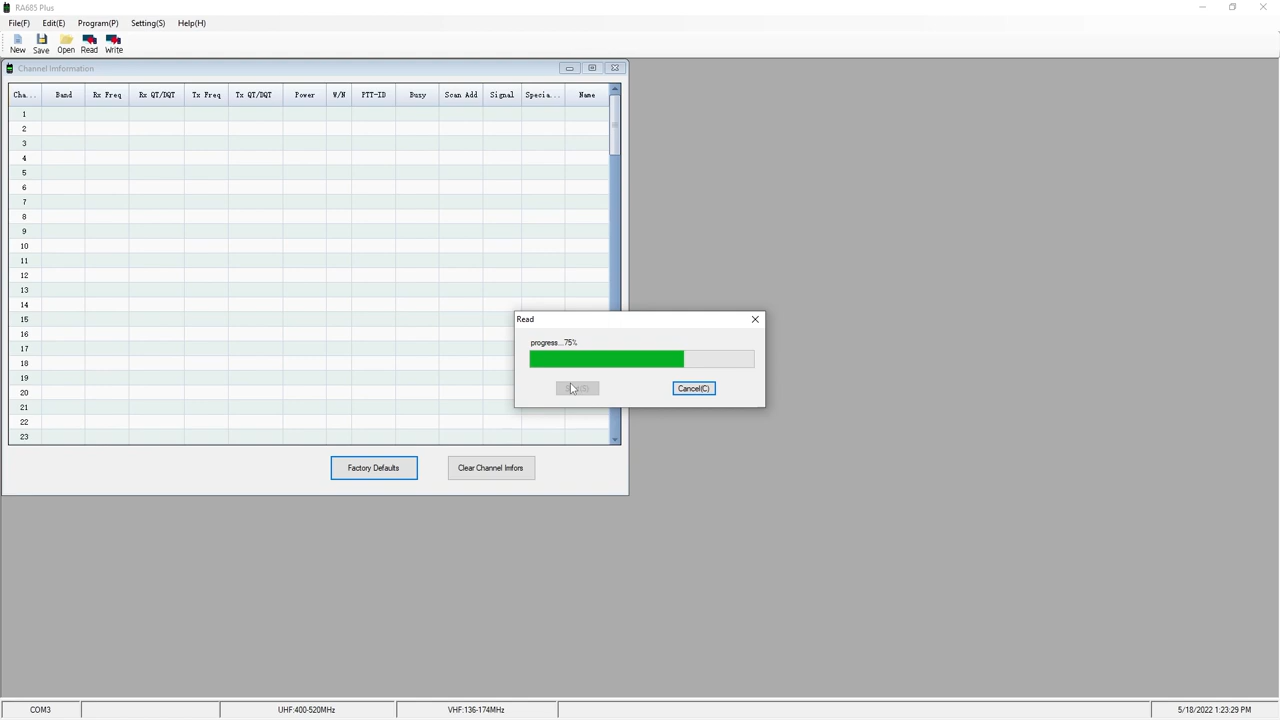 RA685 Plus
File(F) Edit(E) Program(P) Setting(S) Help(H)
New Save Open Read Write
Channel Imformation
Cha... Band Rx Freq Rx QT/DQT Tx Freq Tx QT/DQT Power W/N PTT-ID Busy Scan Add Signal Specia... Name
1
2
3
4
5
6
7
8
9
10
11
12
13
14
15
16
17
18
19
20
21
22
23
Read
progress...75%
Cancel(C)
Factory Defaults Clear Channel Imfors
COM3 UHF:400-520MHz VHF:136-174MHz 5/18/2022 1:23:29 PM